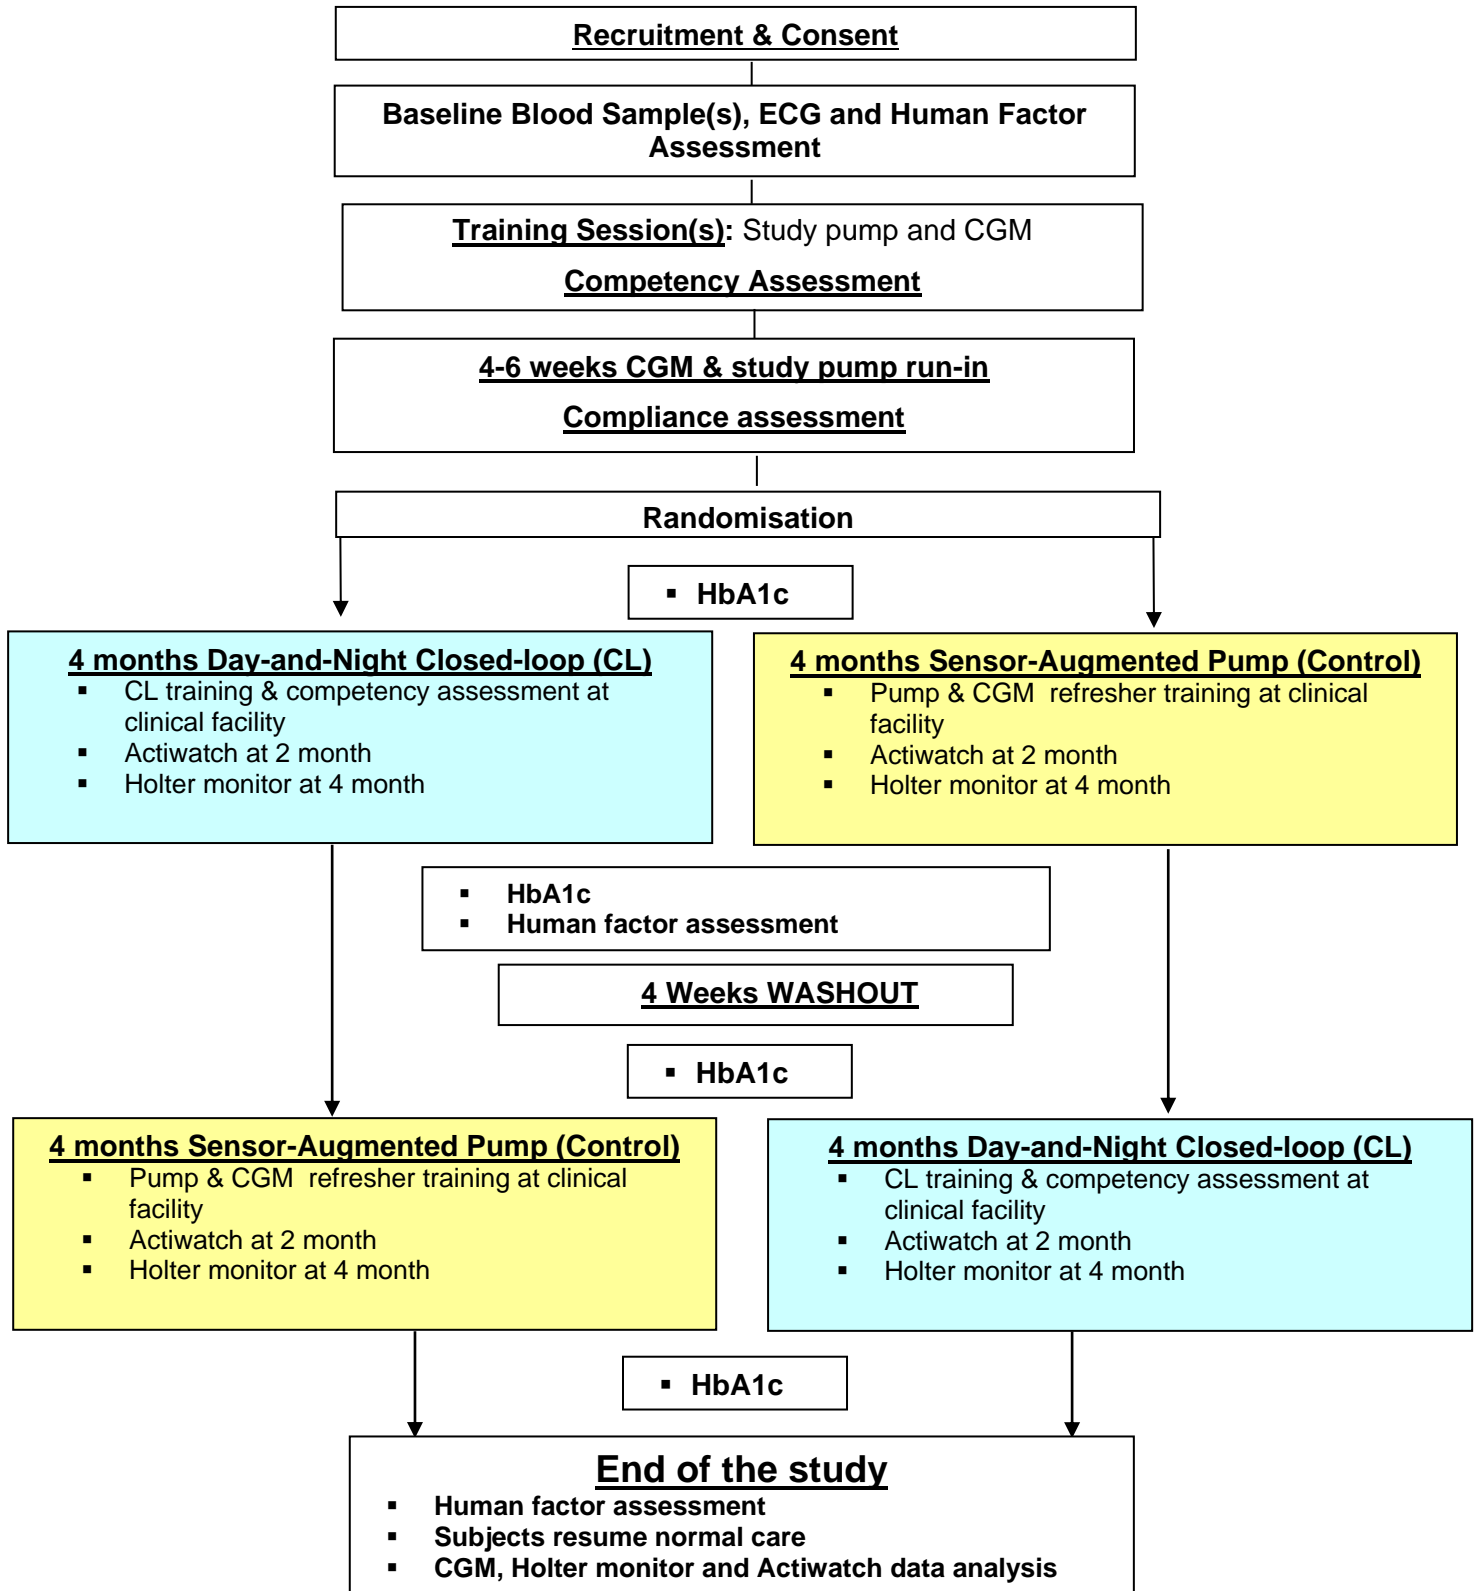 Recruitment & Consent
Baseline Blood Sample(s), ECG and Human Factor
Assessment
Training Session(s): Study pump and CGM
Competency Assessment
4-6 weeks CGM & study pump run-in
Compliance assessment
Randomisation
▪ HbA1c
4 months Day-and-Night Closed-loop (CL)
▪ CL training & competency assessment at
clinical facility
▪ Actiwatch at 2 month
▪ Holter monitor at 4 month
4 months Sensor-Augmented Pump (Control)
▪ Pump & CGM refresher training at clinical
facility
▪ Actiwatch at 2 month
▪ Holter monitor at 4 month
▪ HbA1c
▪ Human factor assessment
4 Weeks WASHOUT
▪ HbA1c
4 months Sensor-Augmented Pump (Control)
▪ Pump & CGM refresher training at clinical
facility
▪ Actiwatch at 2 month
▪ Holter monitor at 4 month
4 months Day-and-Night Closed-loop (CL)
▪ CL training & competency assessment at
clinical facility
▪ Actiwatch at 2 month
▪ Holter monitor at 4 month
▪ HbA1c
End of the study
▪ Human factor assessment
▪ Subjects resume normal care
▪ CGM, Holter monitor and Actiwatch data analysis